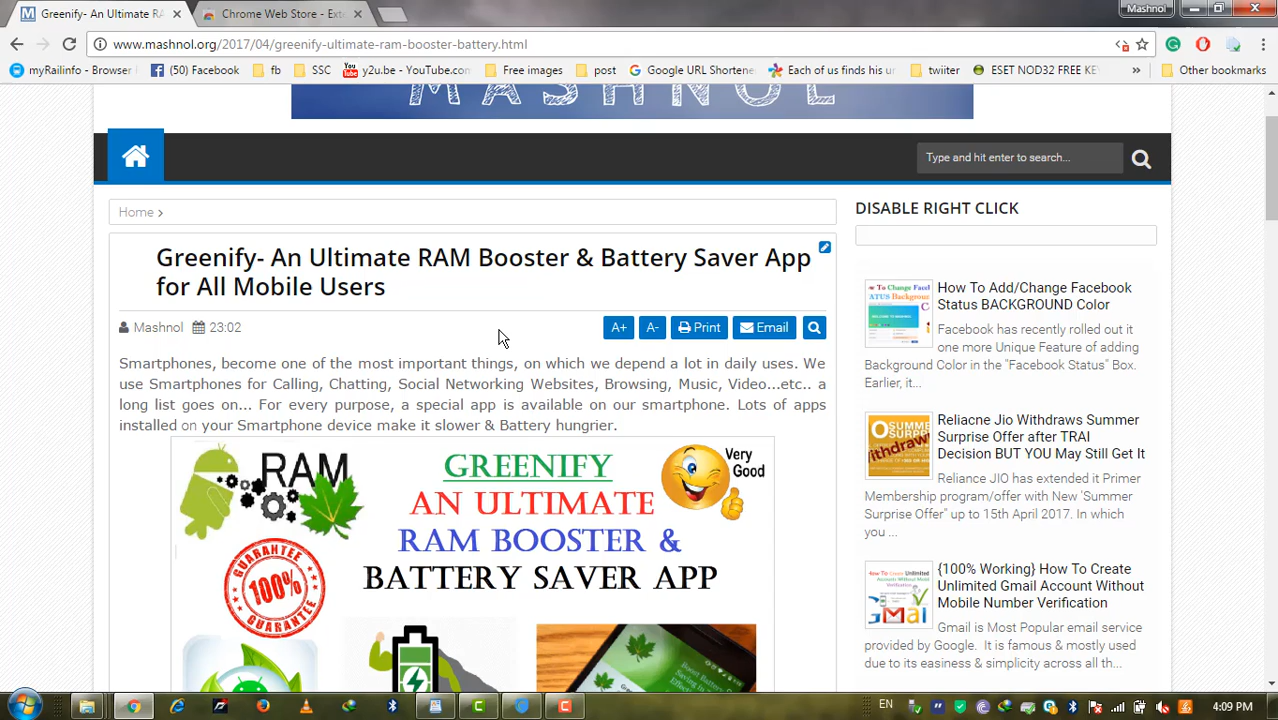 Greenify- An Ultimate RA
Chrome Web Store - Exte
Mashnol
www.mashnol.org/2017/04/greenify-ultimate-ram-booster-battery.html
myRailinfo - Browser
(50) Facebook
fb
SSC
y2u.be - YouTube.com
Free images
post
Google URL Shortene
Each of us finds his u
twiiter
ESET NOD32 FREE KEY
»
Other bookmarks
MASHNOL
Type and hit enter to search...
Home >
DISABLE RIGHT CLICK
Greenify- An Ultimate RAM Booster & Battery Saver App
for All Mobile Users
Mashnol 23:02
A+
A-
Print
Email
Smartphones, become one of the most important things, on which we depend a lot in daily uses. We
use Smartphones for Calling, Chatting, Social Networking Websites, Browsing, Music, Video...etc.. a
long list goes on... For every purpose, a special app is available on our smartphone. Lots of apps
installed on your Smartphone device make it slower & Battery hungrier.
RAM
GREENIFY
AN ULTIMATE
RAM BOOSTER &
BATTERY SAVER APP
Very
Good
GUARANTEE
100%
GUARANTEE
How To Add/Change Facebook
Status BACKGROUND Color
Facebook has recently rolled out it
one more Unique Feature of adding
Background Color in the "Facebook Status" Box.
Earlier, it...
Reliacne Jio Withdraws Summer
Surprise Offer after TRAI
Decision BUT YOU May Still Get It
Reliance JIO has extended it Primer
Membership program/offer with New 'Summer
Surprise Offer" up to 15th April 2017. In which
you ...
{100% Working} How To Create
Unlimited Gmail Account Without
Mobile Number Verification
Gmail is Most Popular email service
provided by Google. It is famous & mostly used
due to its easiness & simplicity across all th...
EN
4:09 PM